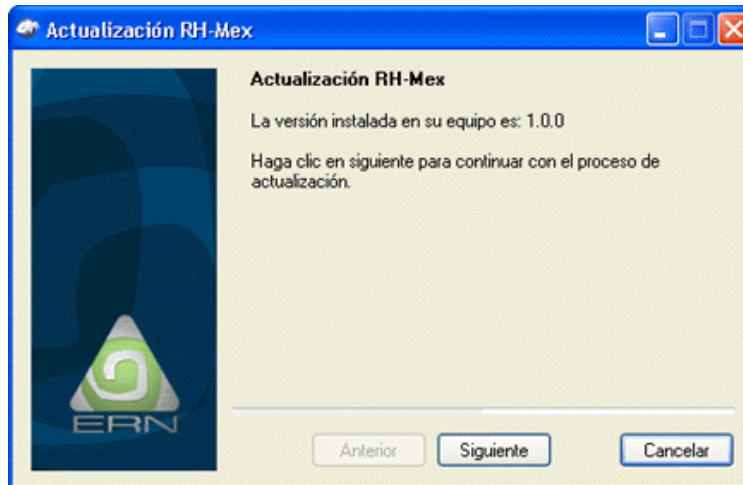 Actualización RH-Mex
Actualización RH-Mex
La versión instalada en su equipo es: 1.0.0
Haga clic en siguiente para continuar con el proceso de
actualización.
ERN
Anterior
Siguiente
Cancelar